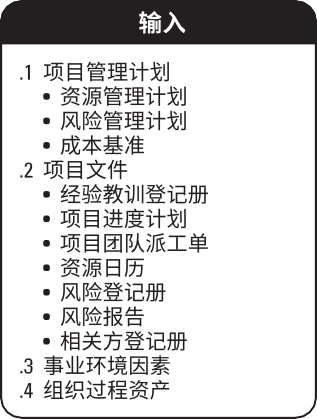 输入
.1 项目管理计划
• 资源管理计划
• 风险管理计划
• 成本基准
.2 项目文件
• 经验教训登记册
• 项目进度计划
• 项目团队派工单
• 资源日历
• 风险登记册
• 风险报告
• 相关方登记册
.3 事业环境因素
.4 组织过程资产